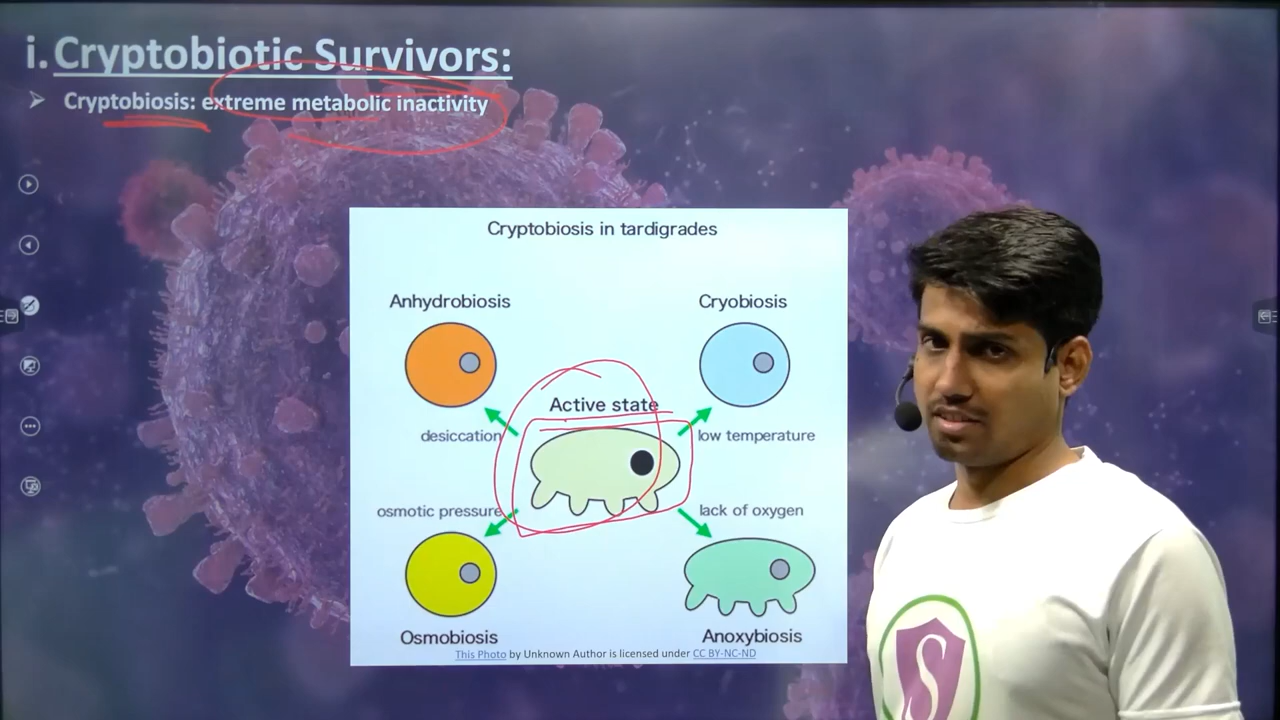 i. Cryptobiotic Survivors:
➢ Cryptobiosis: extreme metabolic inactivity
Cryptobiosis in tardigrades
Anhydrobiosis
Cryobiosis
Active state
desiccation
low temperature
osmotic pressure
lack of oxygen
Osmobiosis
Anoxybiosis
This Photo by Unknown Author is licensed under CC BY-NC-ND
S